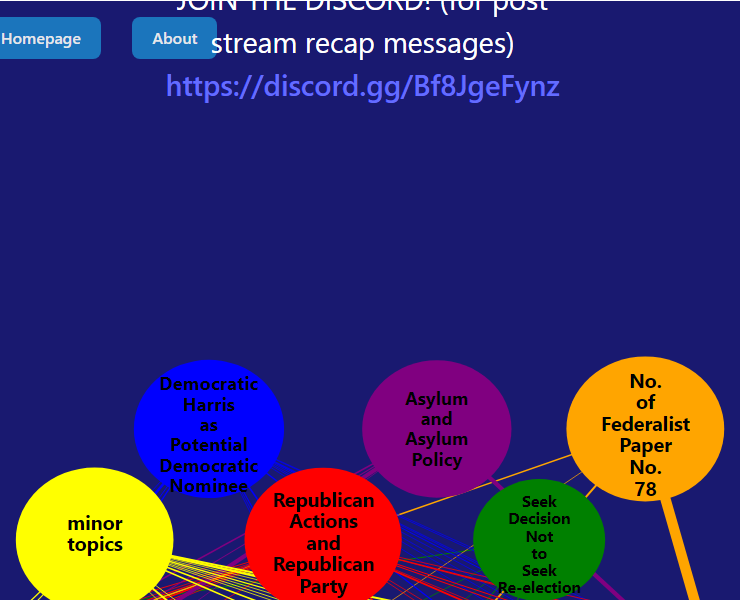 JOIN THE DISCORD! (for post
Homepage
About
stream recap messages)
https://discord.gg/Bf8JgeFynz
Democratic
Harris
as
Potential
Democratic
Nominee
Asylum
and
Asylum
Policy
No.
of
Federalist
Paper
No.
78
minor
topics
Republican
Actions
and
Republican
Party
Seek
Decision
Not
to
Seek
Re-election